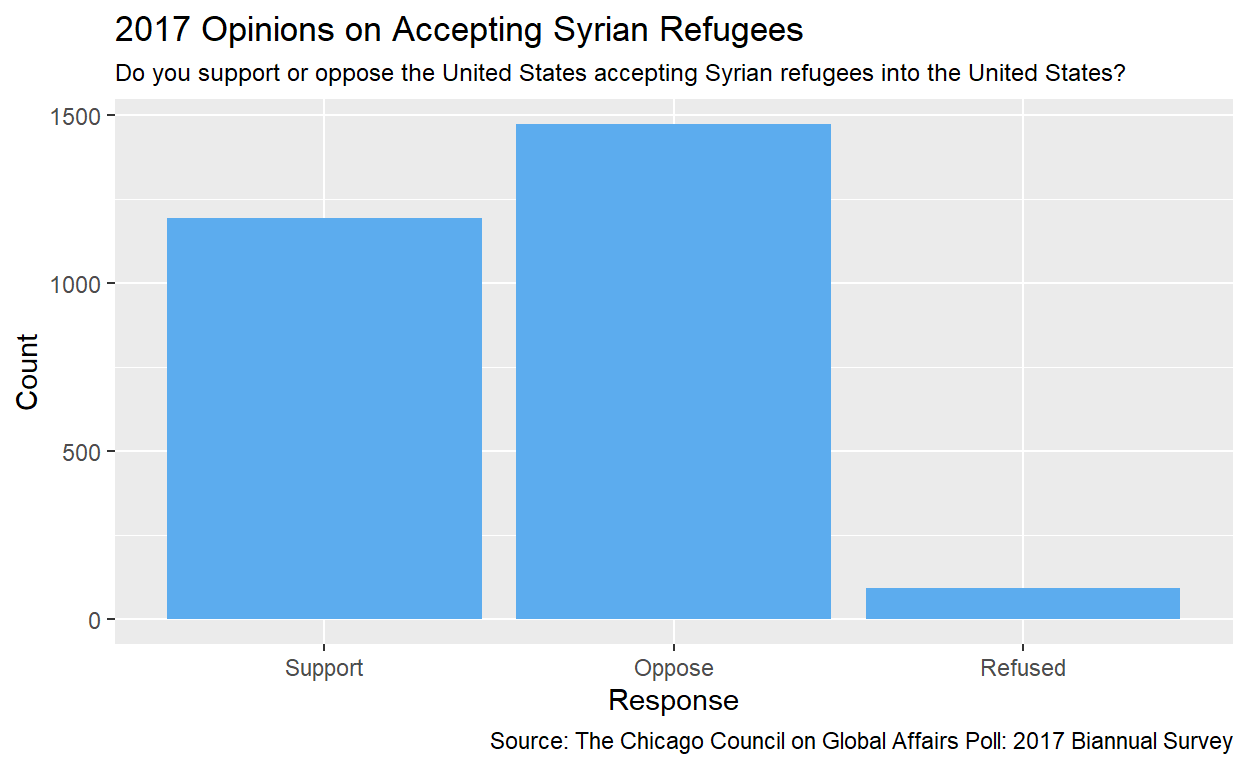 2017 Opinions on Accepting Syrian Refugees
Do you support or oppose the United States accepting Syrian refugees into the United States?
1500
1000
500
0
Count
Support
Oppose
Refused
Response
Source: The Chicago Council on Global Affairs Poll: 2017 Biannual Survey